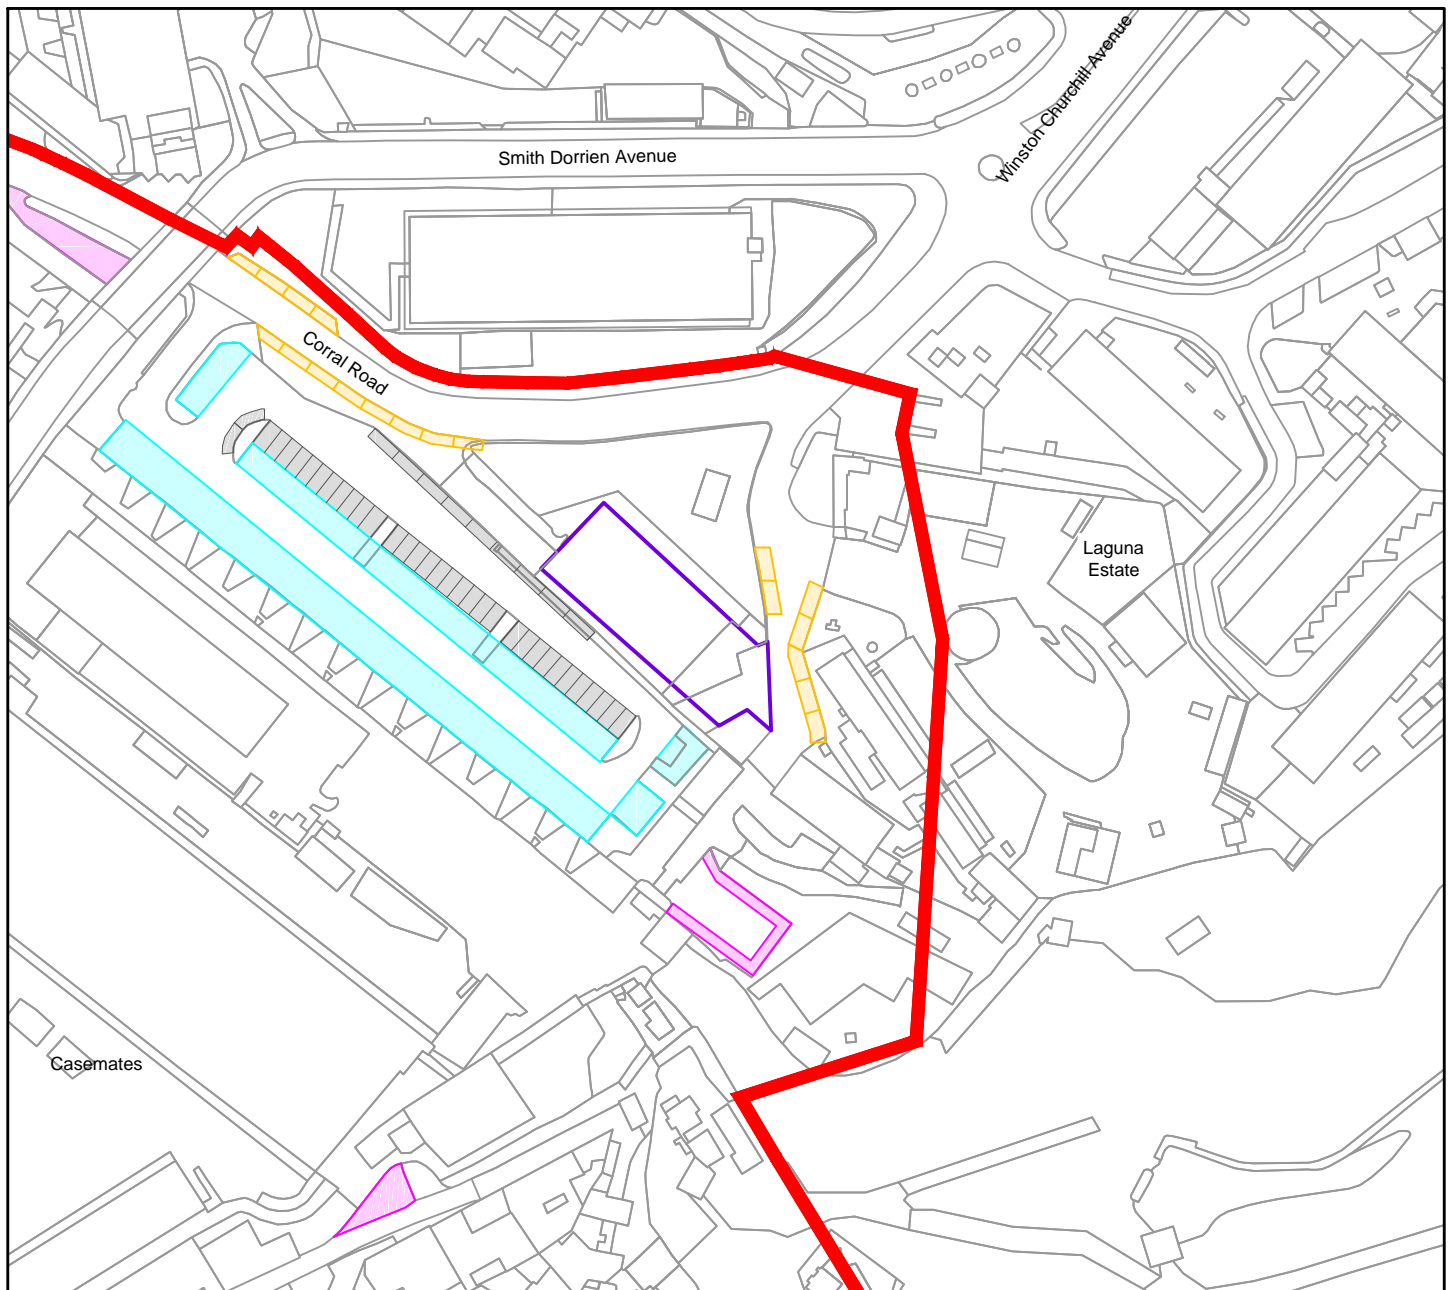 Winston Churchill Avenue
Smith Dorrien Avenue
Corral Road
Laguna
Estate
Casemates